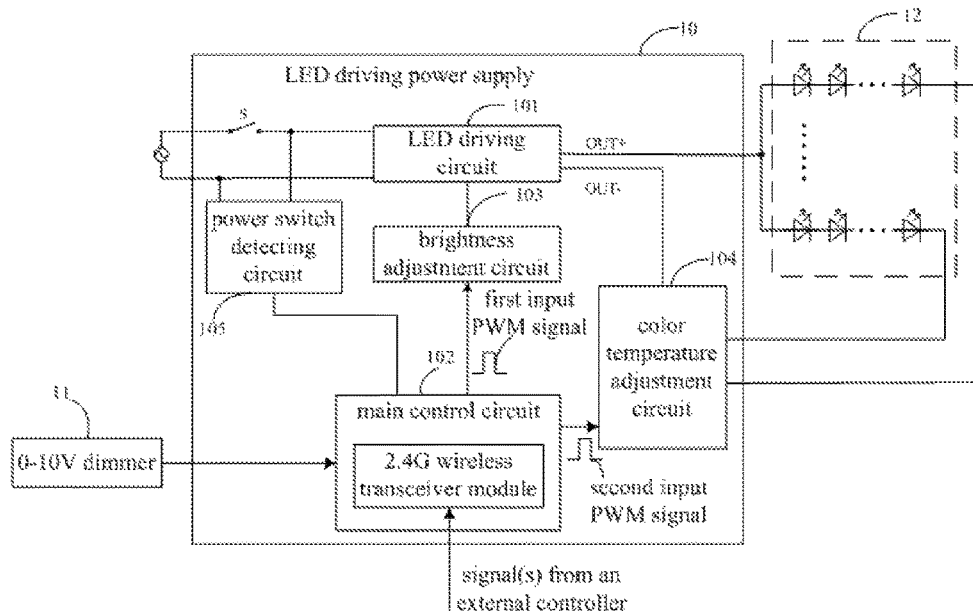 10
12
LED driving power supply
101
S
LED driving
circuit
OUT+
OUT-
103
power switch
detecting
circuit
brightness
adjustment circuit
104
105
first input
PWM signal
color
temperature
adjustment
circuit
102
main control circuit
11
0-10V dimmer
2.4G wireless
transceiver module
second input
PWM signal
signal(s) from an
external controller